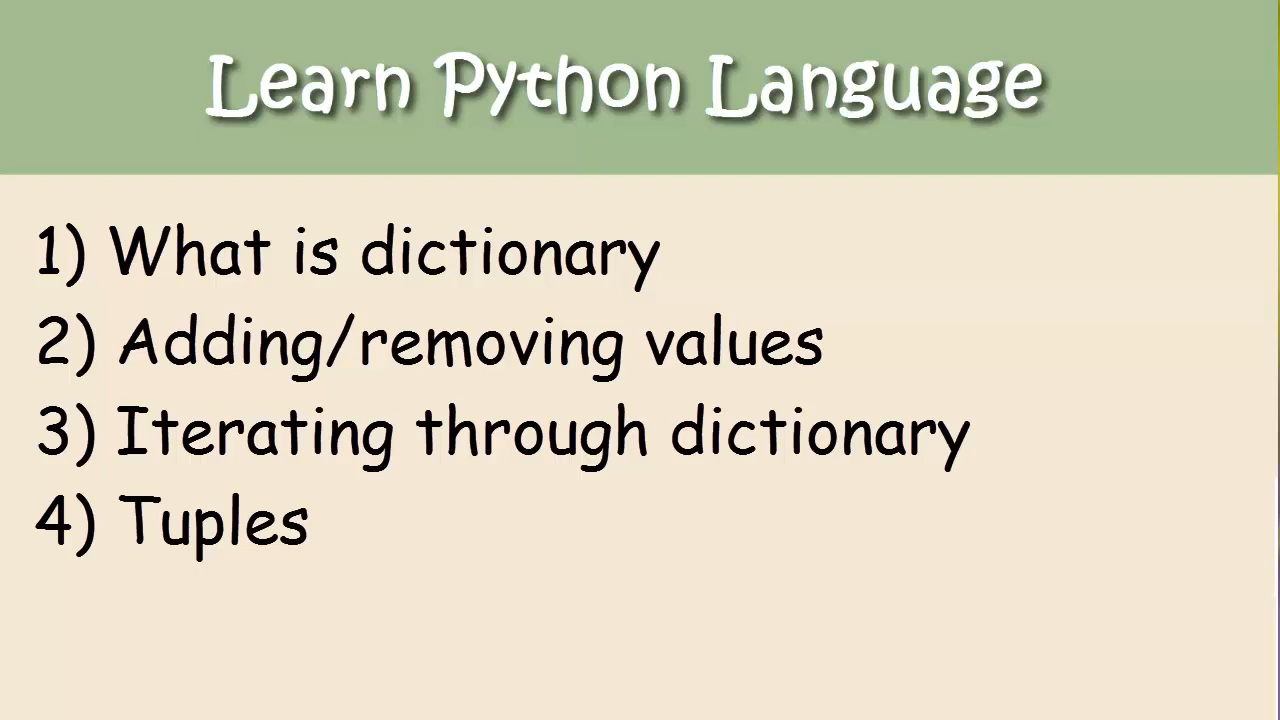 Learn Python Language
1) What is dictionary
2) Adding/removing values
3) Iterating through dictionary
4) Tuples